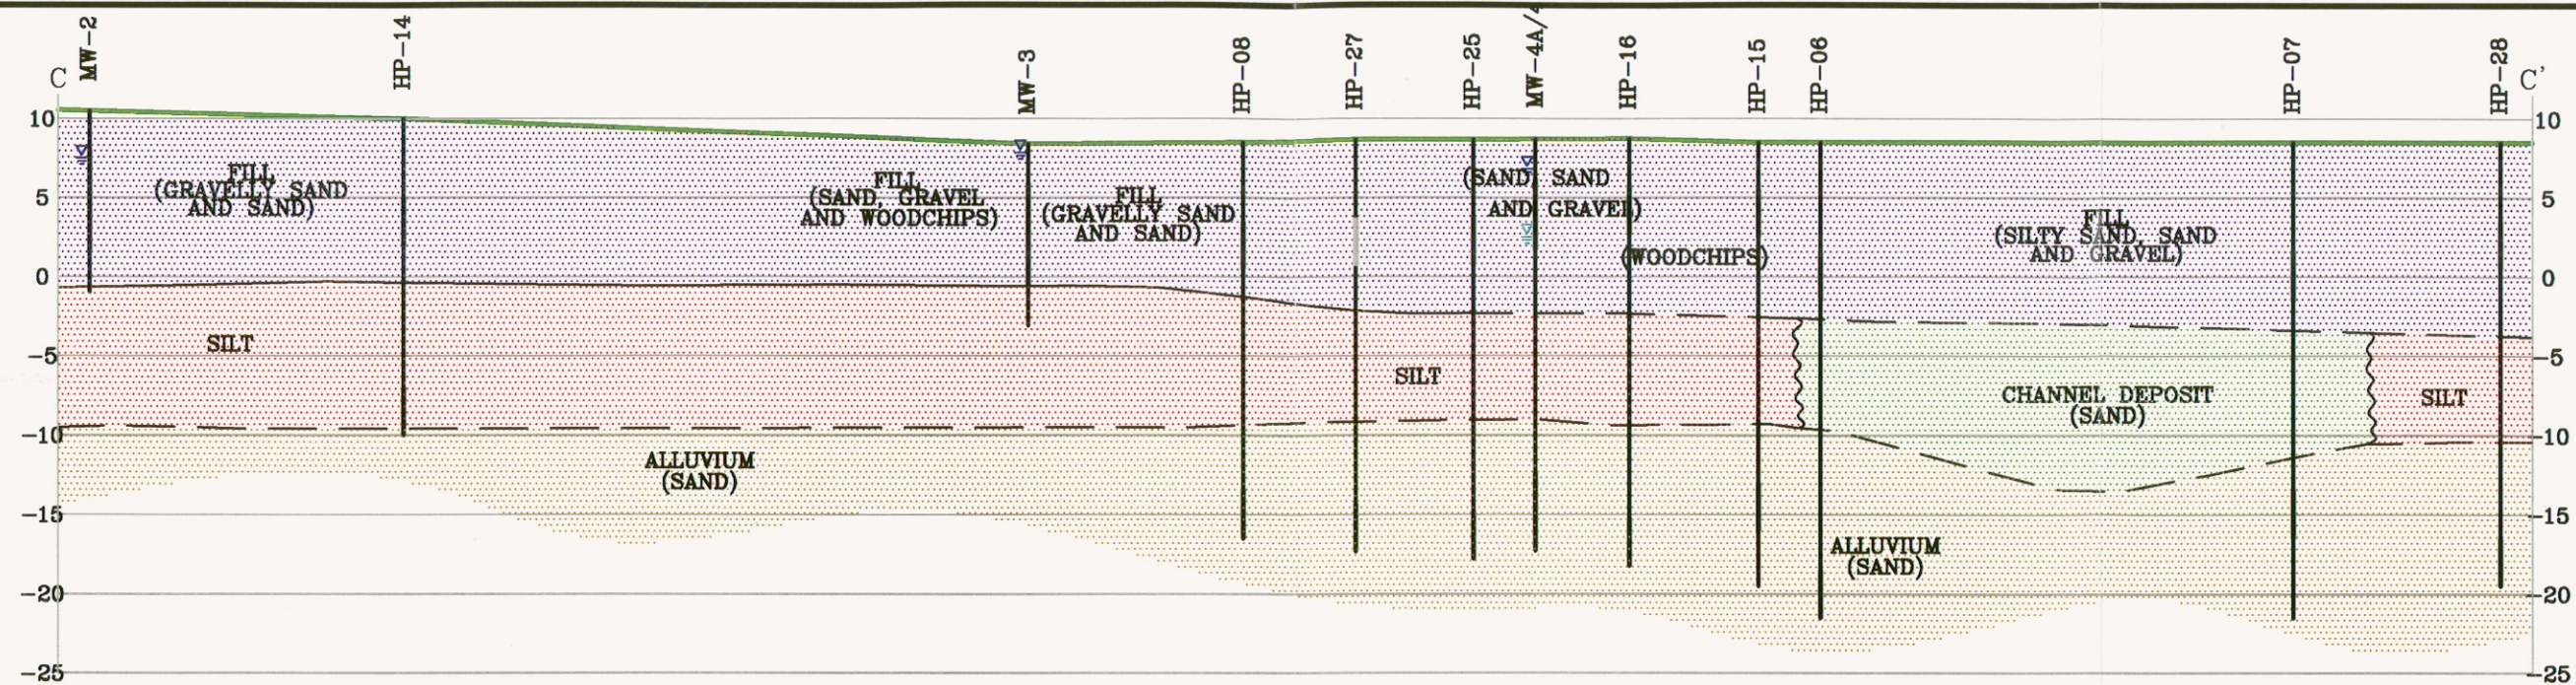 C
MW-2
HP-14
MW-3
HP-08
HP-27
HP-25
MW-4A/
HP-16
HP-15
HP-06
HP-07
HP-28
C'
10
5
0
-5
-10
-15
-20
-25
FILL
(GRAVELLY SAND
AND SAND)
FILL
(SAND, GRAVEL
AND WOODCHIPS)
FILL
(GRAVELLY SAND
AND SAND)
(SAND, SAND
AND GRAVEL)
(WOODCHIPS)
FILL
(SILTY SAND, SAND
AND GRAVEL)
SILT
SILT
CHANNEL DEPOSIT
(SAND)
SILT
ALLUVIUM
(SAND)
ALLUVIUM
(SAND)
10
5
0
-5
-10
-15
-20
-25